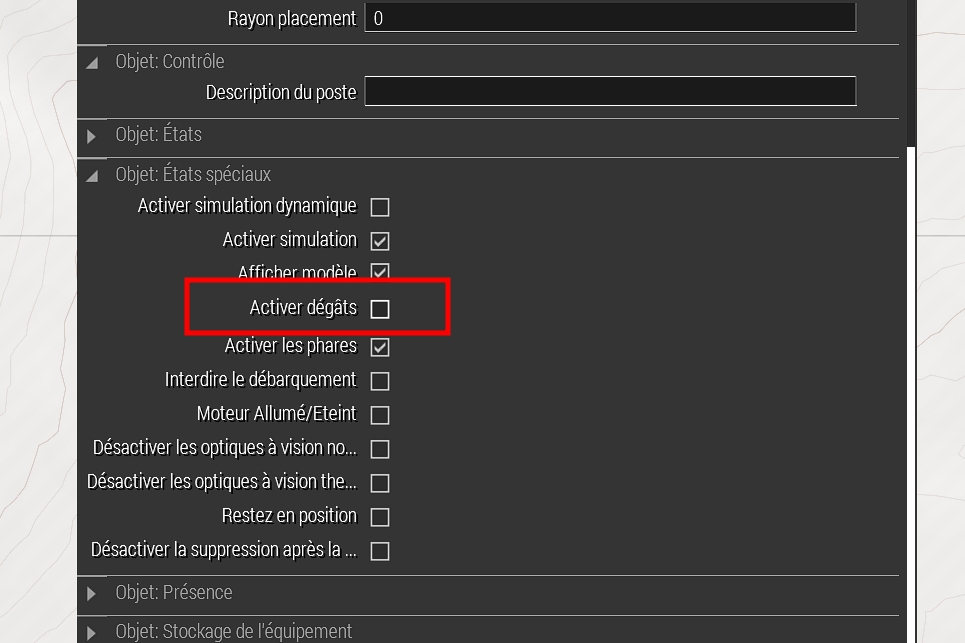 Rayon placement 0
Objet: Contrôle
Description du poste
Objet: États
Objet: États spéciaux
Activer simulation dynamique
Activer simulation
Afficher modèle
Activer dégâts
Activer les phares
Interdire le débarquement
Moteur Allumé/Eteint
Désactiver les optiques à vision no...
Désactiver les optiques à vision the...
Restez en position
Désactiver la suppression après la ...
Objet: Présence
Objet: Stockage de l'équipement